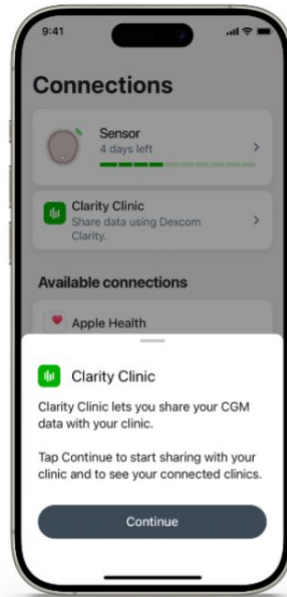 9:41
Connections
Sensor
4 days left
Clarity Clinic
Share data using Dexcom
Clarity.
Available connections
Apple Health
Clarity Clinic
Clarity Clinic lets you share your CGM
data with your clinic.
Tap Continue to start sharing with your
clinic and to see your connected clinics.
Continue